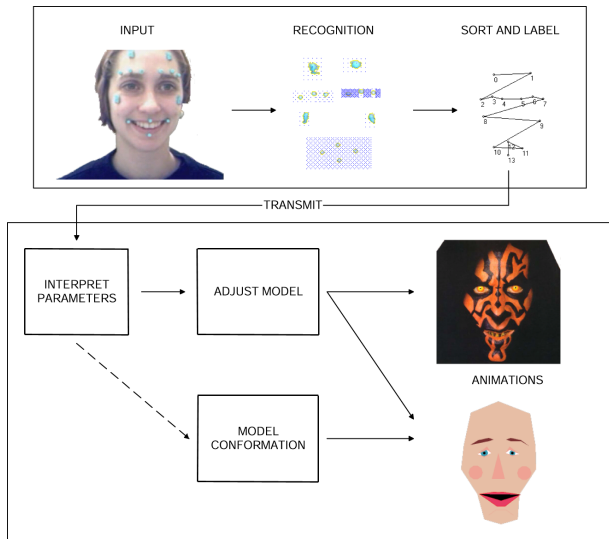 INPUT
RECOGNITION
SORT AND LABEL
0
1
2
3
4
5
6
7
8
9
10
12
11
13
TRANSMIT
INTERPRET
PARAMETERS
ADJUST MODEL
ANIMATIONS
MODEL
CONFORMATION